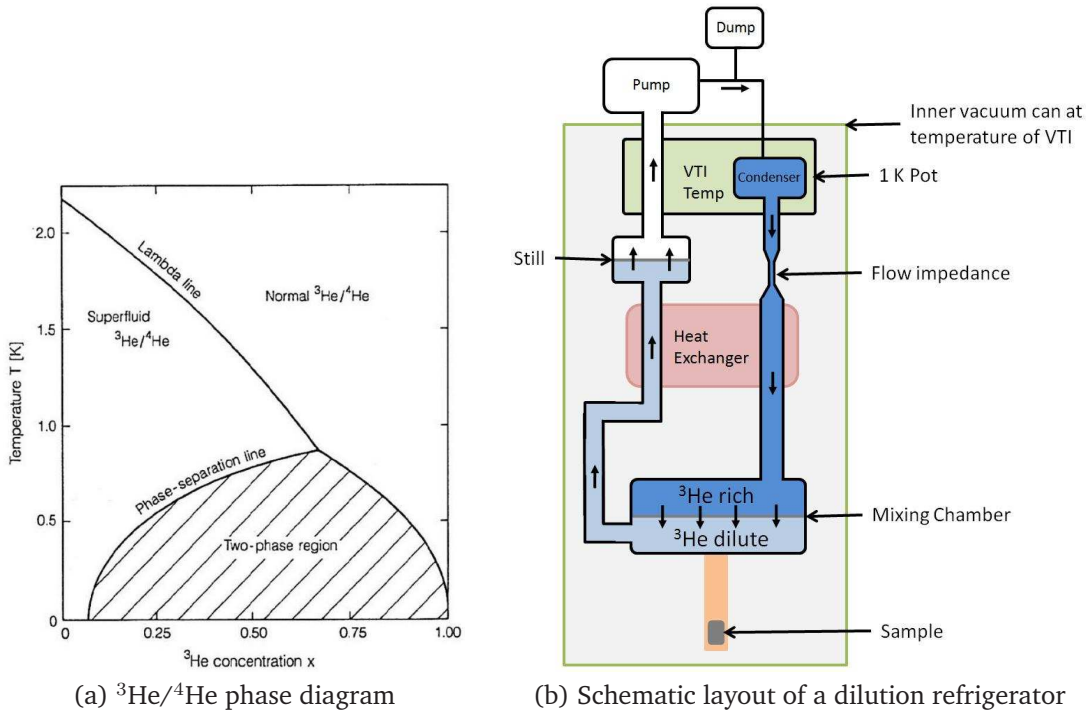 2.0
1.5
1.0
0.5
0
Temperature T [K]
Lambda line
Normal ³He/⁴He
Superfluid
³He/⁴He
Phase-separation line
Two-phase region
0
0.25
0.50
0.75
1.00
³He concentration x
(a) ³He/⁴He phase diagram
Dump
Pump
Inner vacuum can at
temperature of VTI
VTI
Temp
Condenser
1 K Pot
Still
Flow impedance
Heat
Exchanger
³He rich
Mixing Chamber
³He dilute
Sample
(b) Schematic layout of a dilution refrigerator